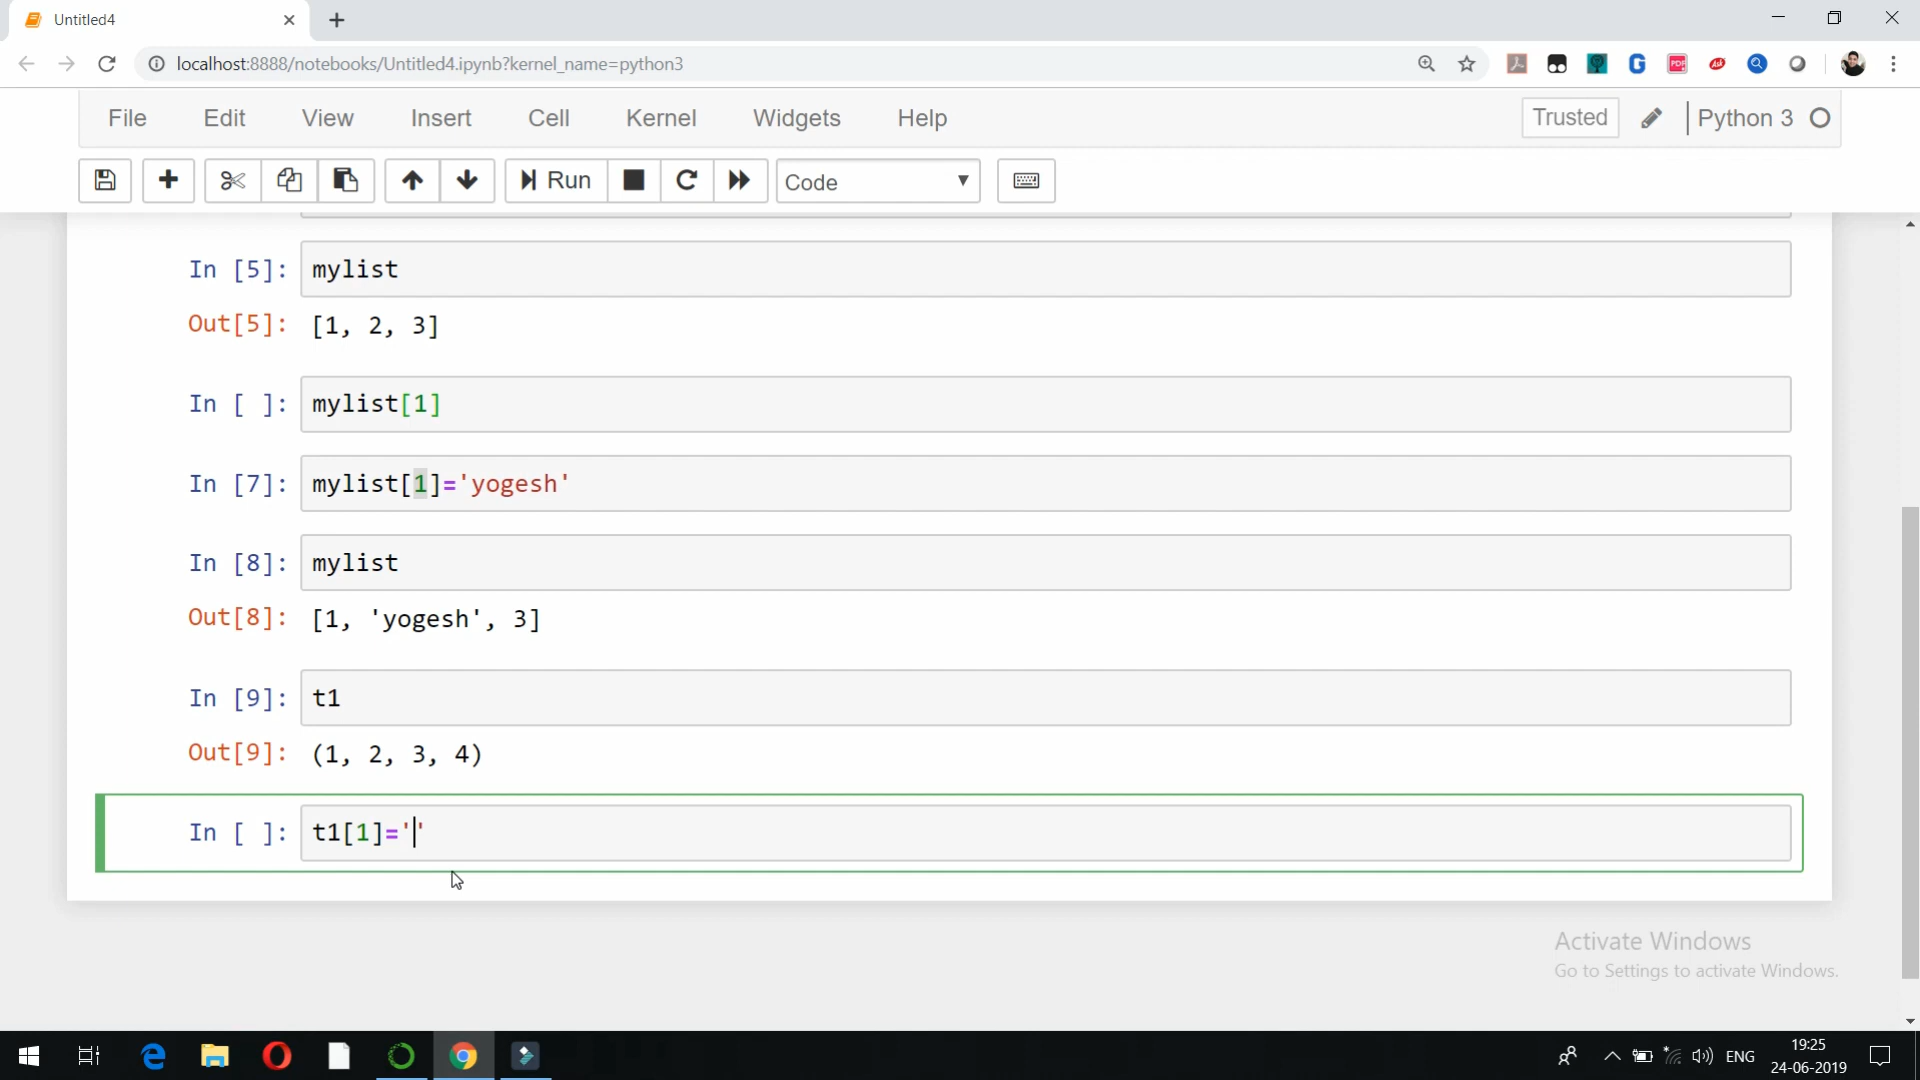 Untitled4
localhost:8888/notebooks/Untitled4.ipynb?kernel_name=python3
File Edit View Insert Cell Kernel Widgets Help Trusted Python 3
Run Code
In [5]: mylist
Out[5]: [1, 2, 3]
In [ ]: mylist[1]
In [7]: mylist[1]='yogesh'
In [8]: mylist
Out[8]: [1, 'yogesh', 3]
In [9]: t1
Out[9]: (1, 2, 3, 4)
In [ ]: t1[1]=''
Activate Windows
Go to Settings to activate Windows.
ENG
19:25
24-06-2019